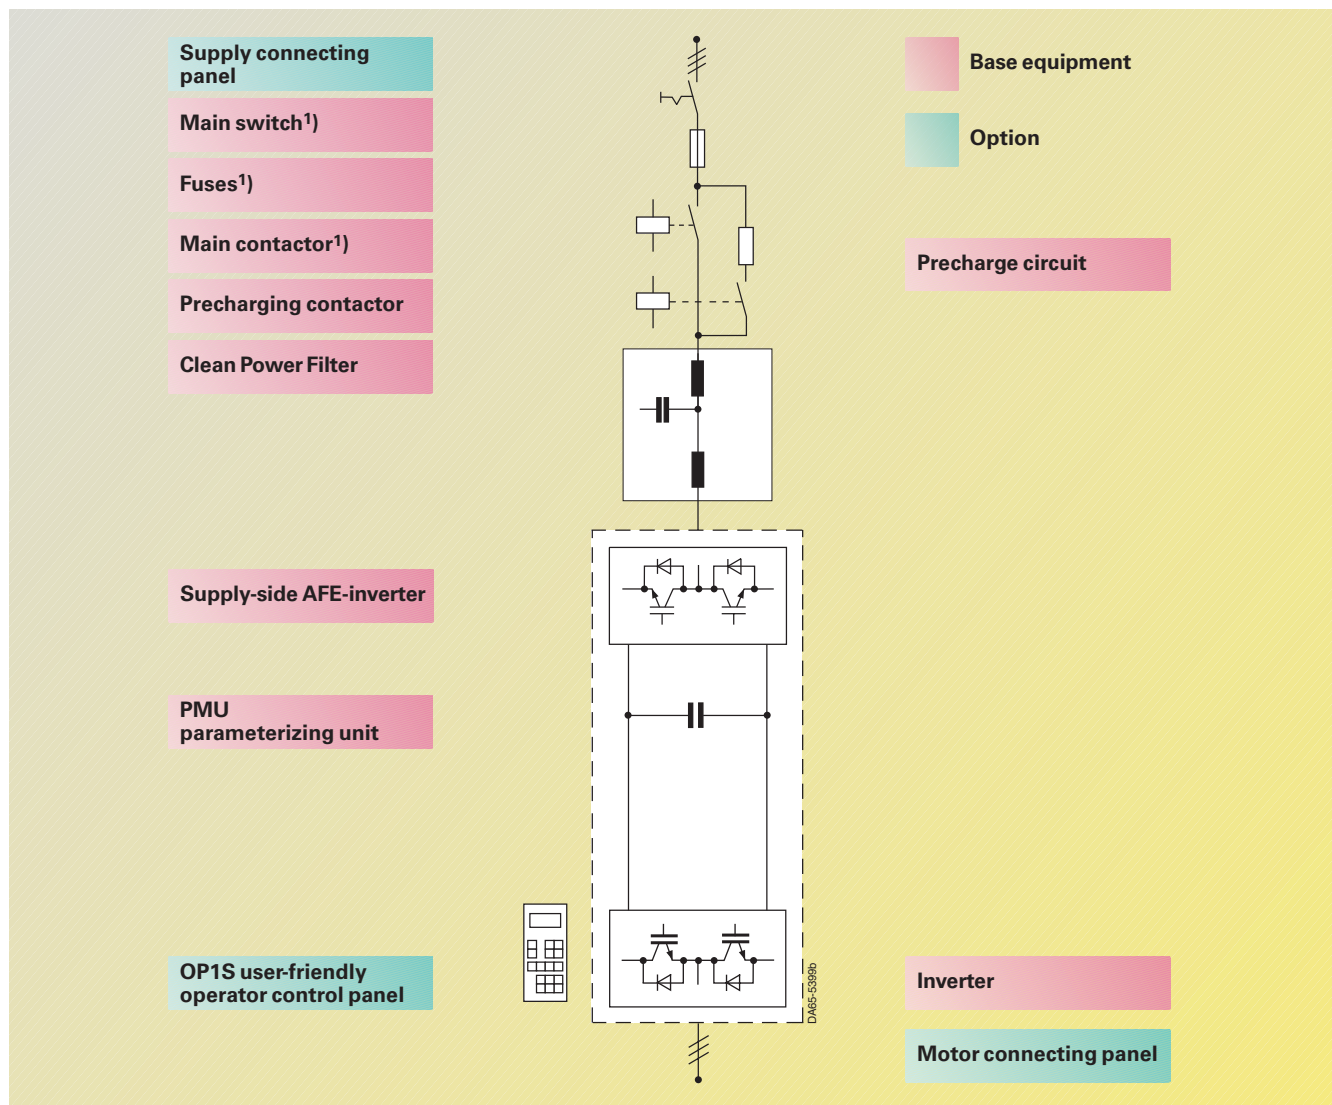 Supply connecting
panel
Main switch¹)
Fuses¹)
Main contactor¹)
Precharging contactor
Clean Power Filter
Supply-side AFE-inverter
PMU
parameterizing unit
OP1S user-friendly
operator control panel
DA65-5399b
Base equipment
Option
Precharge circuit
Inverter
Motor connecting panel